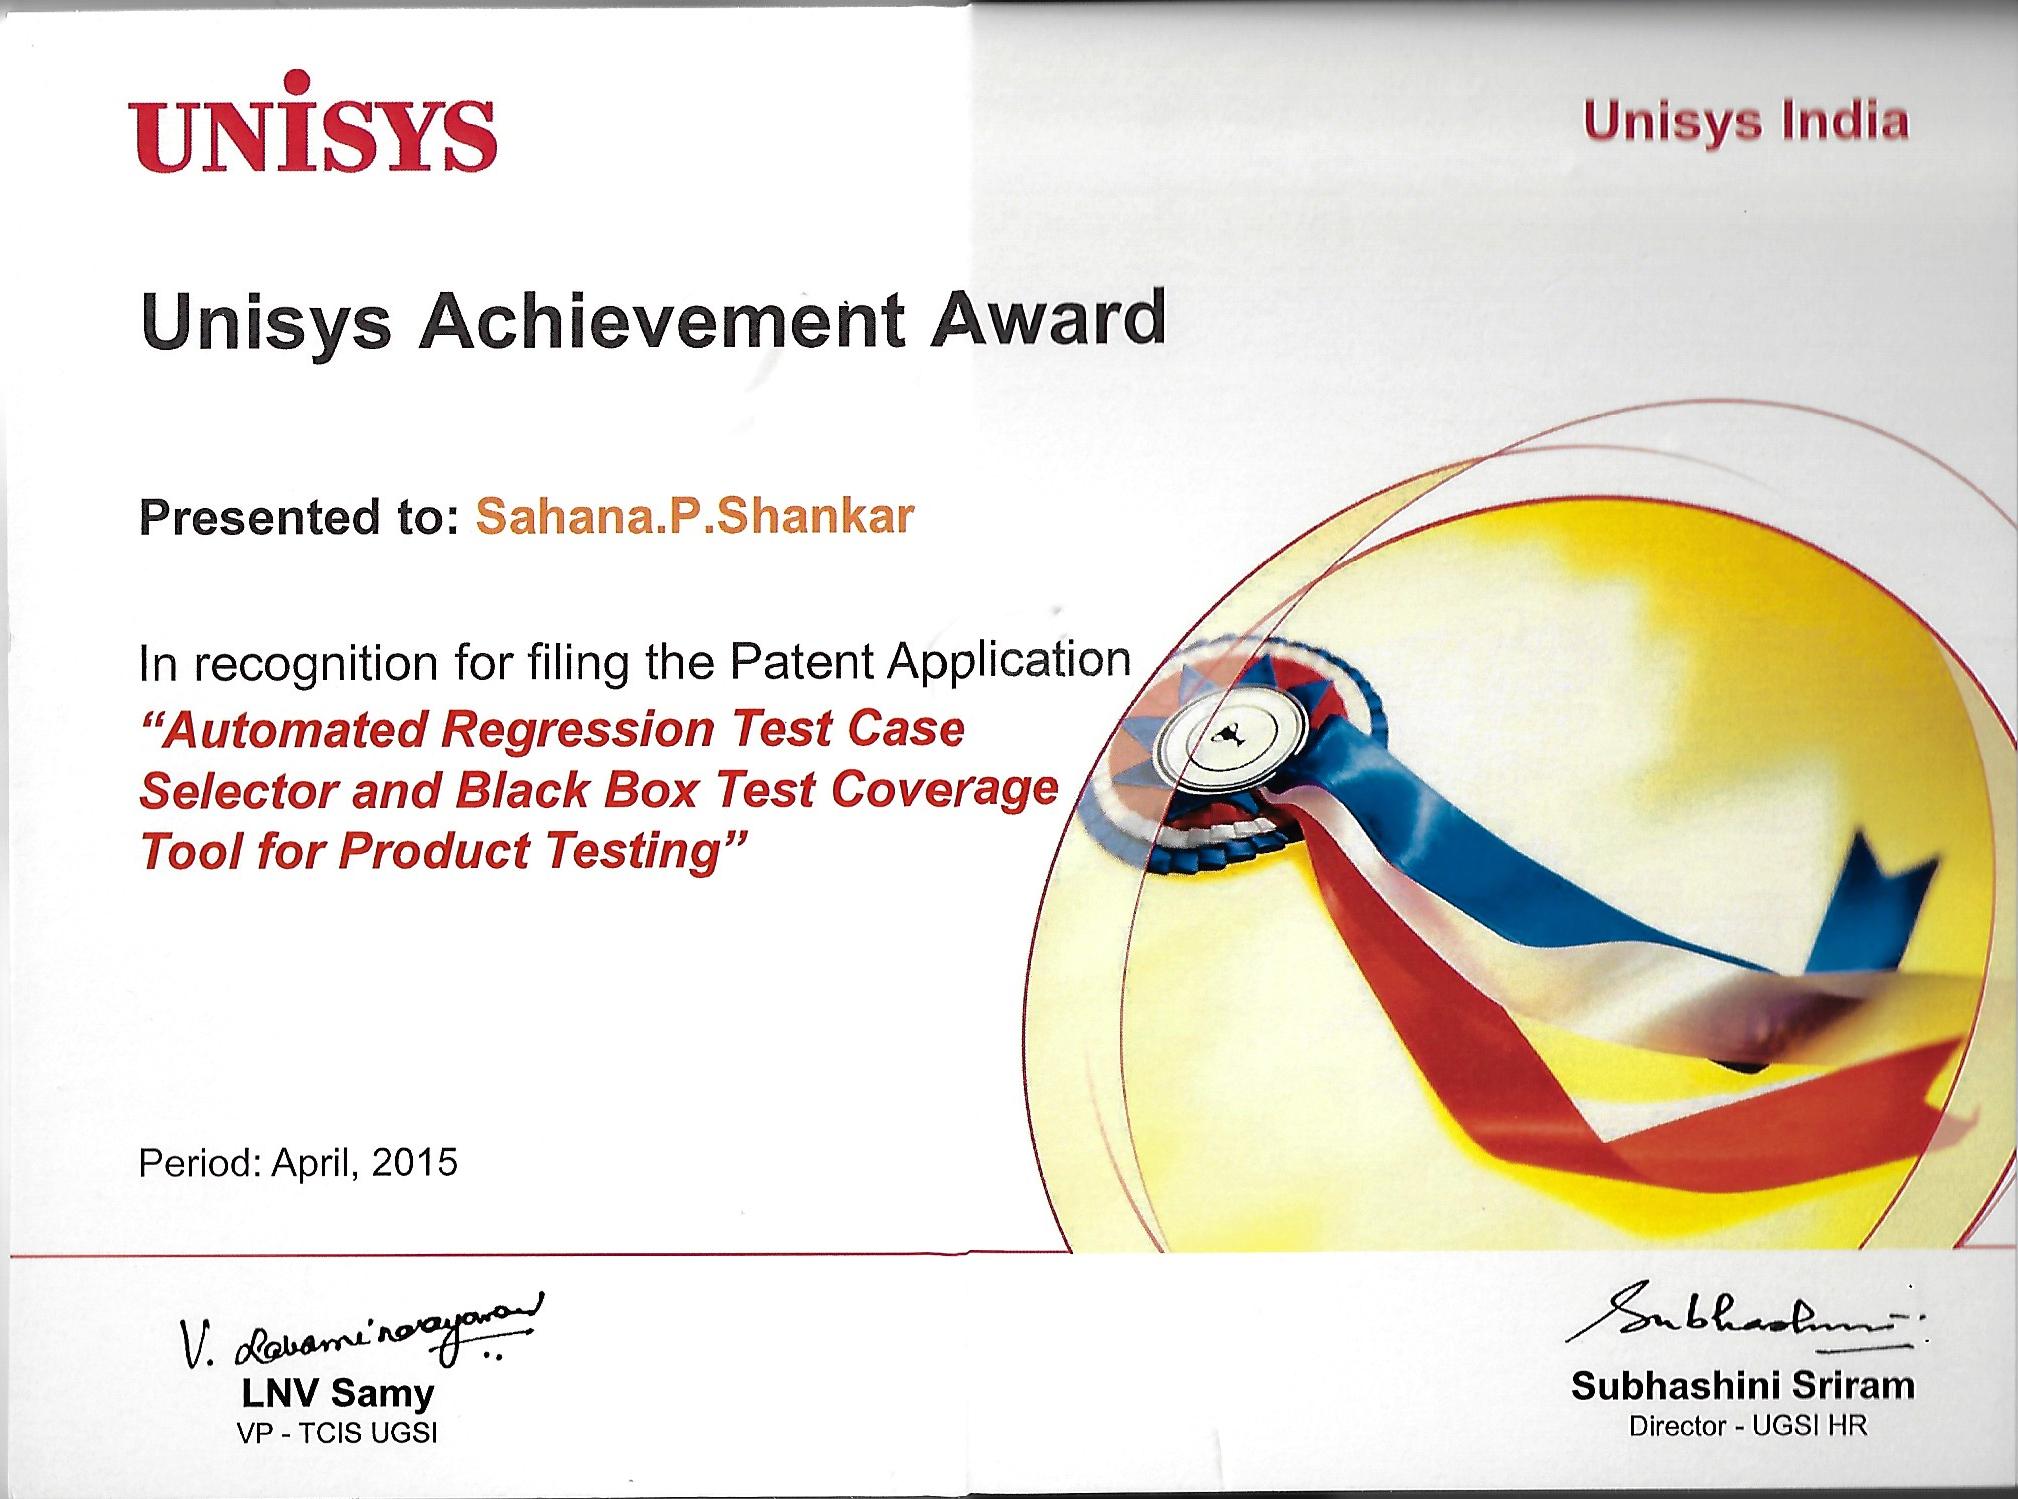 UNiSYS
Unisys India
Unisys Achievement Award
Presented to: Sahana.P.Shankar
In recognition for filing the Patent Application
“Automated Regression Test Case
Selector and Black Box Test Coverage
Tool for Product Testing”
Period: April, 2015
V. Laxaminarayanan
Subhashini
LNV Samy
VP - TCIS UGSI
Subhashini Sriram
Director - UGSI HR